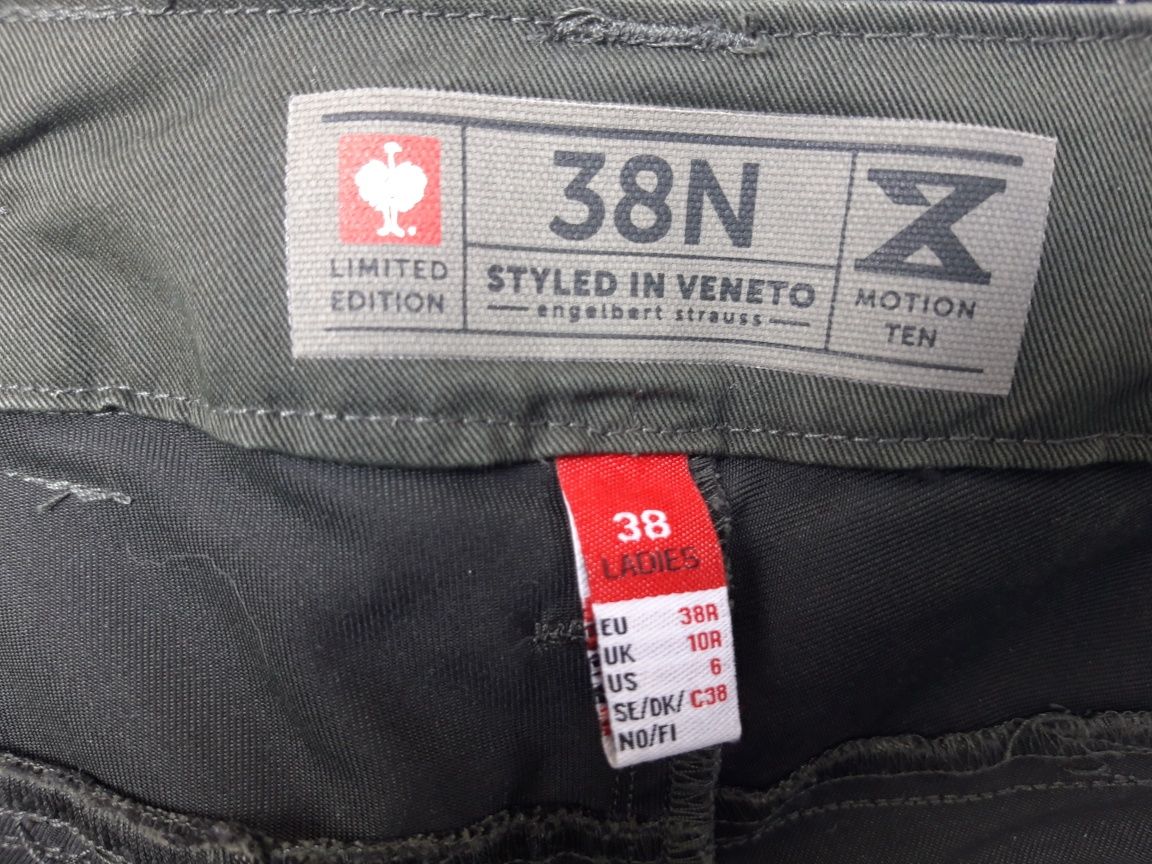 38N
STYLED IN VENETO
engelbert strauss
LIMITED
EDITION
MOTION
TEN
38
LADIES
EU 38R
UK 10R
US 6
SE/DK/ C38
NO/FI